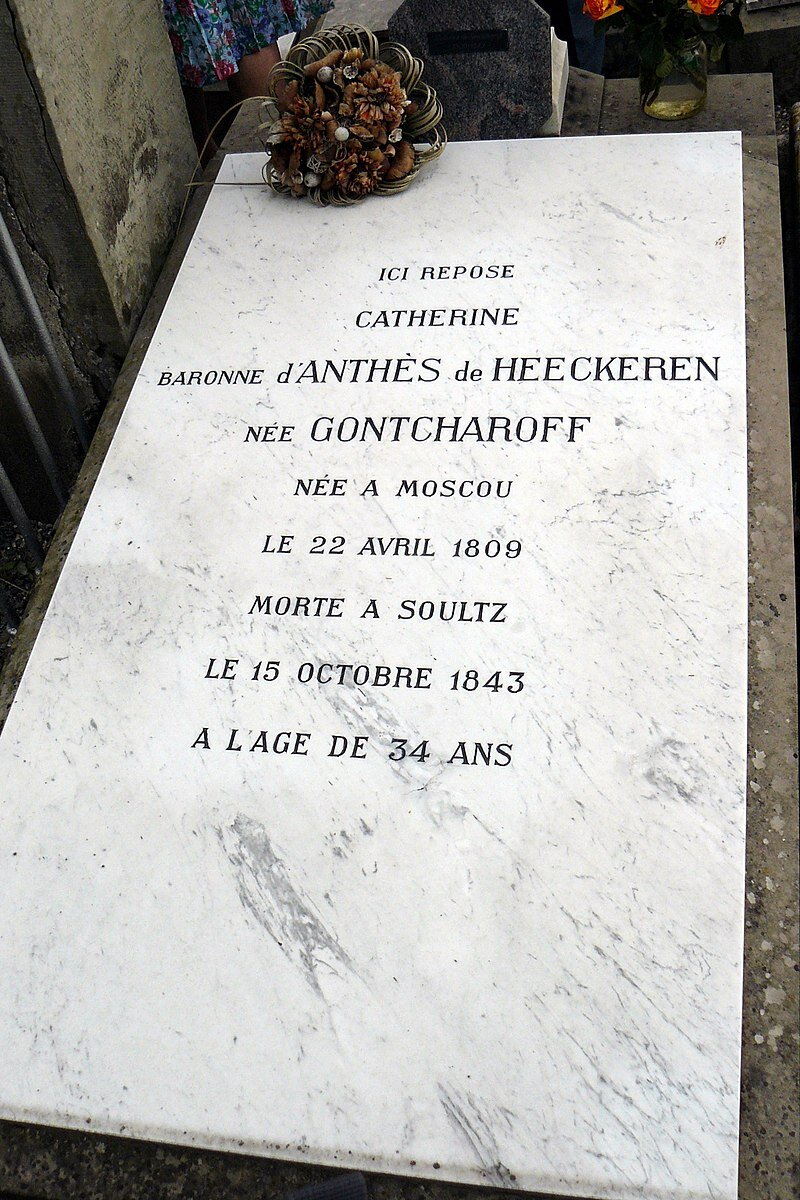 ICI REPOSE
CATHERINE
BARONNE d'ANTHÈS de HEECKEREN
NÉE GONTCHAROFF
NÉE A MOSCOU
LE 22 AVRIL 1809
MORTE A SOULTZ
LE 15 OCTOBRE 1843
A L'AGE DE 34 ANS